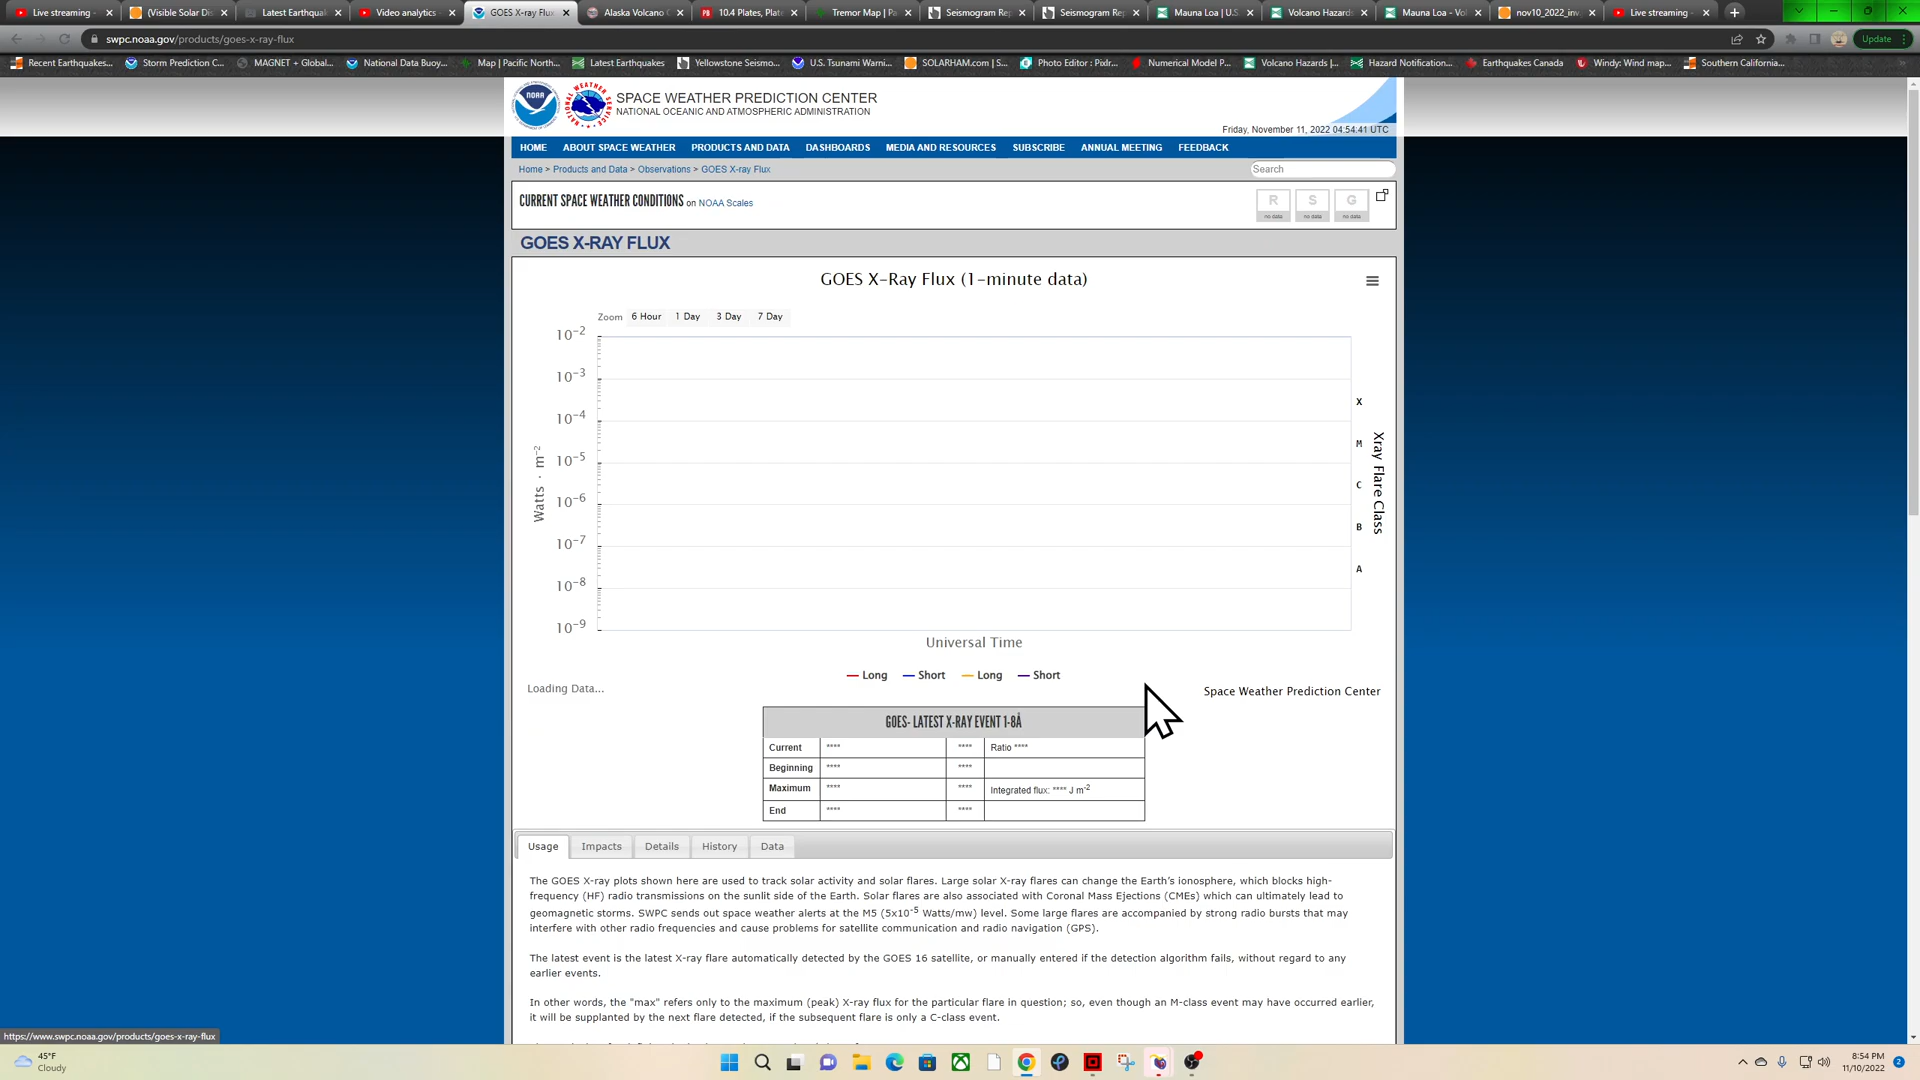 Live streaming -
(Visible Solar Dis
Latest Earthquak
Video analytics
GOES X-ray Flux
Alaska Volcano O
10.4 Plates, Plate
Tremor Map | Pa
Seismogram Rep
Seismogram Rep
Mauna Loa | U.S.
Volcano Hazards
Mauna Loa - Vol
nov10_2022_inv
Live streaming -
swpc.noaa.gov/products/goes-x-ray-flux
Update
Recent Earthquakes...
Storm Prediction C...
MAGNET + Global...
National Data Buoy...
Map | Pacific North...
Latest Earthquakes
Yellowstone Seismo...
U.S. Tsunami Warni...
SOLARHAM.com | S...
Photo Editor : Pixlr...
Numerical Model P...
Volcano Hazards |...
Hazard Notification...
Earthquakes Canada
Windy: Wind map...
Southern California...
NOAA
SPACE WEATHER PREDICTION CENTER
NATIONAL OCEANIC AND ATMOSPHERIC ADMINISTRATION
Friday, November 11, 2022 04:54:41 UTC
HOME ABOUT SPACE WEATHER PRODUCTS AND DATA DASHBOARDS MEDIA AND RESOURCES SUBSCRIBE ANNUAL MEETING FEEDBACK
Home > Products and Data > Observations > GOES X-ray Flux
Search
CURRENT SPACE WEATHER CONDITIONS on NOAA Scales
R S G
no data no data no data
GOES X-RAY FLUX
GOES X-Ray Flux (1-minute data)
Zoom 6 Hour 1 Day 3 Day 7 Day
10⁻²
10⁻³
10⁻⁴
10⁻⁵
10⁻⁶
10⁻⁷
10⁻⁸
10⁻⁹
Watts · m⁻²
X
M
C
B
A
Xray Flare Class
Universal Time
Long Short Long Short
Loading Data...
Space Weather Prediction Center
GOES- LATEST X-RAY EVENT 1-8Å
Current **** **** Ratio ****
Beginning **** ****
Maximum **** **** Integrated flux: **** J m⁻²
End **** ****
Usage Impacts Details History Data
The GOES X-ray plots shown here are used to track solar activity and solar flares. Large solar X-ray flares can change the Earth's ionosphere, which blocks high-
frequency (HF) radio transmissions on the sunlit side of the Earth. Solar flares are also associated with Coronal Mass Ejections (CMEs) which can ultimately lead to
geomagnetic storms. SWPC sends out space weather alerts at the M5 (5x10⁻⁵ Watts/mw) level. Some large flares are accompanied by strong radio bursts that may
interfere with other radio frequencies and cause problems for satellite communication and radio navigation (GPS).
The latest event is the latest X-ray flare automatically detected by the GOES 16 satellite, or manually entered if the detection algorithm fails, without regard to any
earlier events.
In other words, the "max" refers only to the maximum (peak) X-ray flux for the particular flare in question; so, even though an M-class event may have occurred earlier,
it will be supplanted by the next flare detected, if the subsequent flare is only a C-class event.
https://www.swpc.noaa.gov/products/goes-x-ray-flux
45°F
Cloudy
8:54 PM
11/10/2022
2